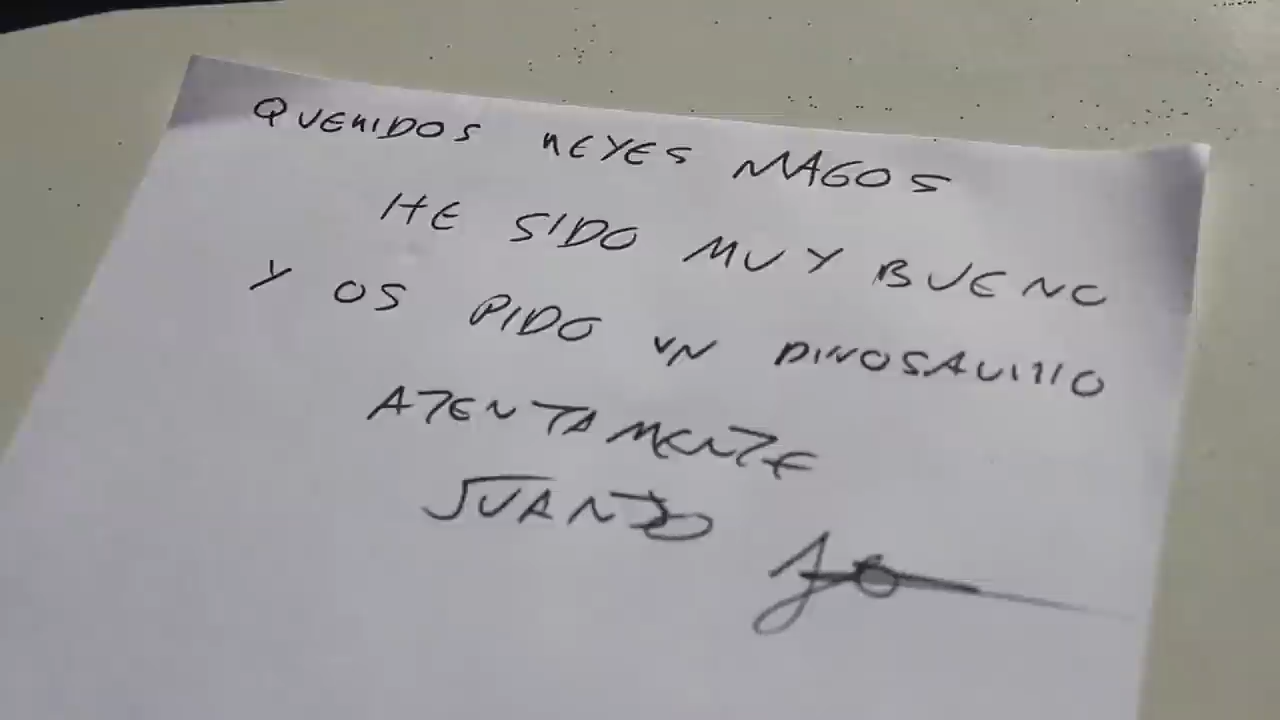 QUERIDOS REYES MAGOS
HE SIDO MUY BUENO
Y OS PIDO UN DINOSAURIO
ATENTAMENTE
JUANJO